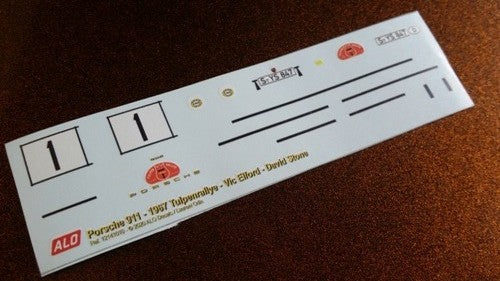 1
1
S·YS 847
S·YS 847 D
PORSCHE
ALO
Porsche 911 - 1967 Tulpenrallye - Vic Elford - David Stone